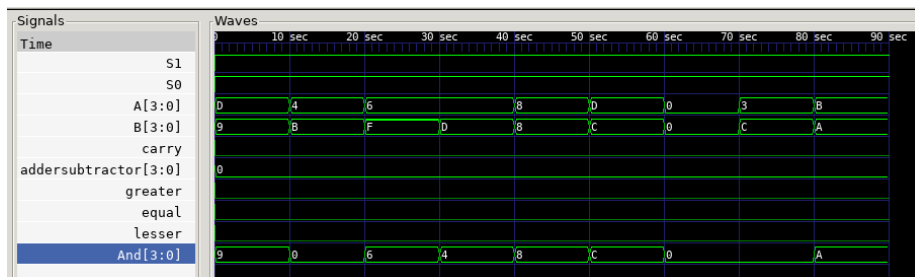 Signals Waves
Time 0 10 sec 20 sec 30 sec 40 sec 50 sec 60 sec 70 sec 80 sec 90 sec
S1
S0
A[3:0] D 4 6 8 D 0 3 B
B[3:0] 9 B F D 8 C 0 C A
carry
addersubtractor[3:0] 0
greater
equal
lesser
And[3:0] 9 0 6 4 8 C 0 A